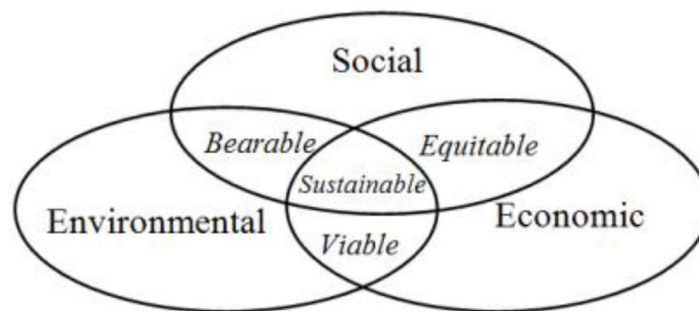 Social
Bearable
Equitable
Sustainable
Environmental
Economic
Viable